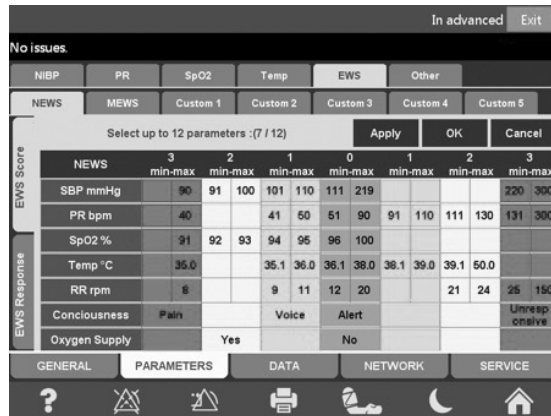 In advanced Exit
No issues.
NIBP PR SpO2 Temp EWS Other
NEWS MEWS Custom 1 Custom 2 Custom 3 Custom 4 Custom 5
Select up to 12 parameters :(7 / 12) Apply OK Cancel
EWS Score
EWS Response
NEWS 3 2 1 0 1 2 3
min-max min-max min-max min-max min-max min-max min-max
SBP mmHg 90 91 100 101 110 111 219 220 300
PR bpm 40 41 50 51 90 91 110 111 130 131 300
SpO2 % 91 92 93 94 95 96 100
Temp °C 35.0 35.1 36.0 36.1 38.0 38.1 39.0 39.1 50.0
RR rpm 8 9 11 12 20 21 24 25 150
Conciousness Pain Voice Alert Unresp
onsive
Oxygen Supply Yes No
GENERAL PARAMETERS DATA NETWORK SERVICE
?